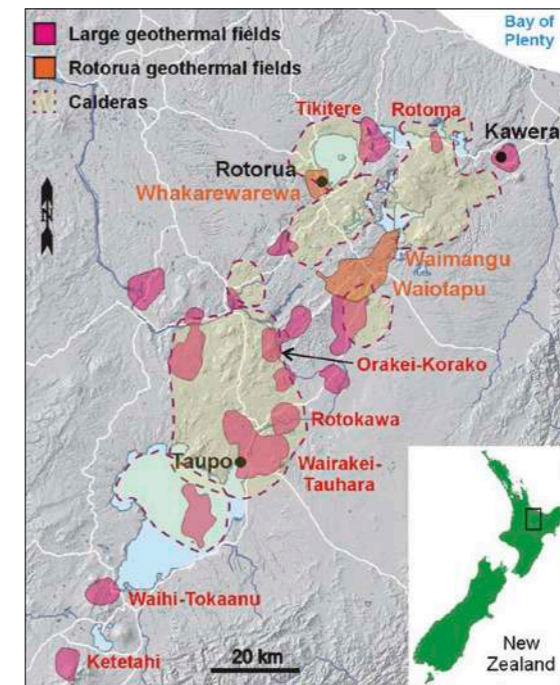 Large geothermal fields
Rotorua geothermal fields
Calderas
Bay of
Plenty
Tikitere
Rotoma
Kawera
Rotorua
Whakarewarewa
N
Waimangu
Waiotapu
Orakei-Korako
Rotokawa
Taupo
Wairakei-
Tauhara
Waihi-Tokaanu
Ketetahi
20 km
New
Zealand